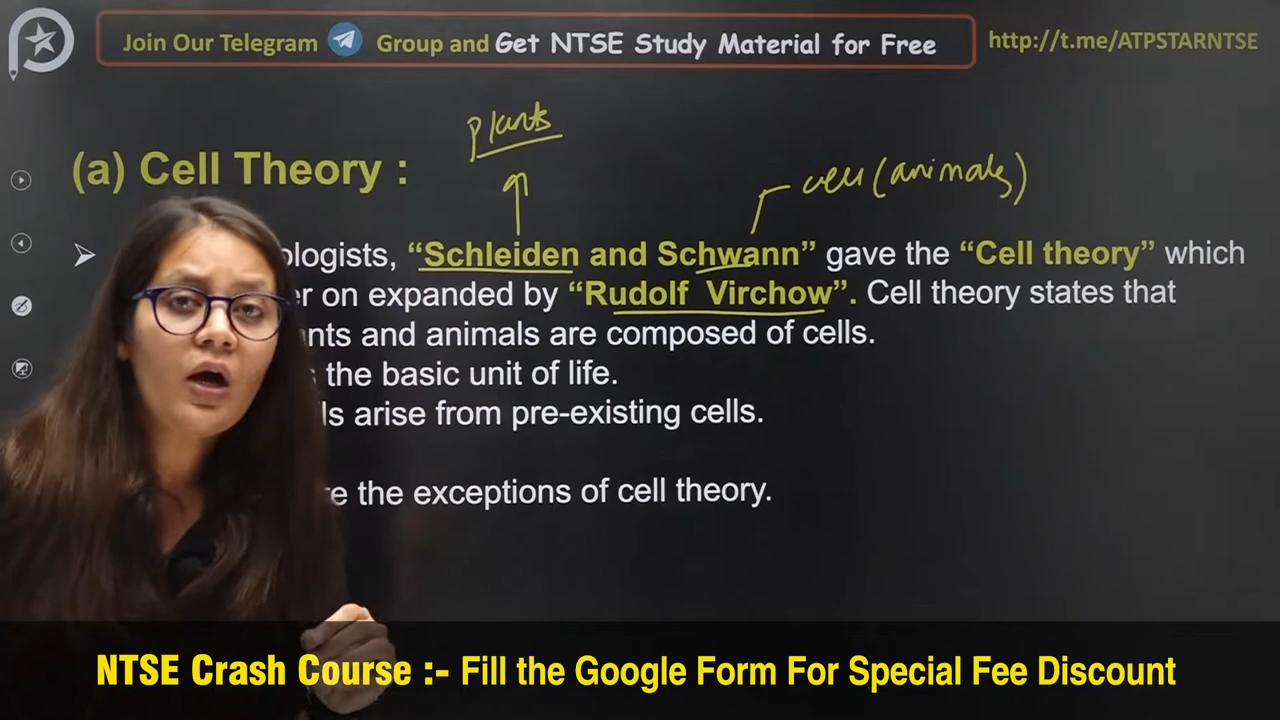 Join Our Telegram Group and Get NTSE Study Material for Free
http://t.me/ATPSTARNTSE
plants
(a) Cell Theory :
cell (animals)
ologists, “Schleiden and Schwann” gave the “Cell theory” which
er on expanded by “Rudolf Virchow”. Cell theory states that
nts and animals are composed of cells.
s the basic unit of life.
ls arise from pre-existing cells.
re the exceptions of cell theory.
NTSE Crash Course :- Fill the Google Form For Special Fee Discount